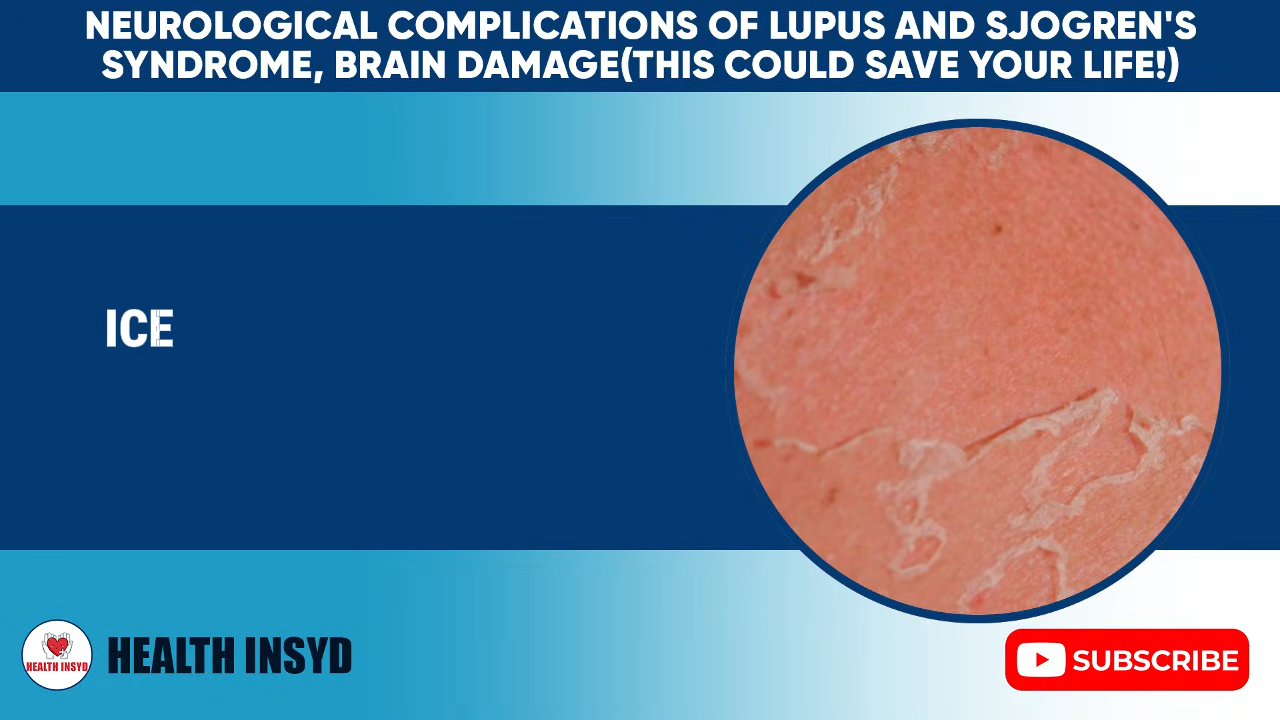 NEUROLOGICAL COMPLICATIONS OF LUPUS AND SJOGREN'S
SYNDROME, BRAIN DAMAGE(THIS COULD SAVE YOUR LIFE!)
ICE
HEALTH INSYD
HEALTH INSYD
SUBSCRIBE